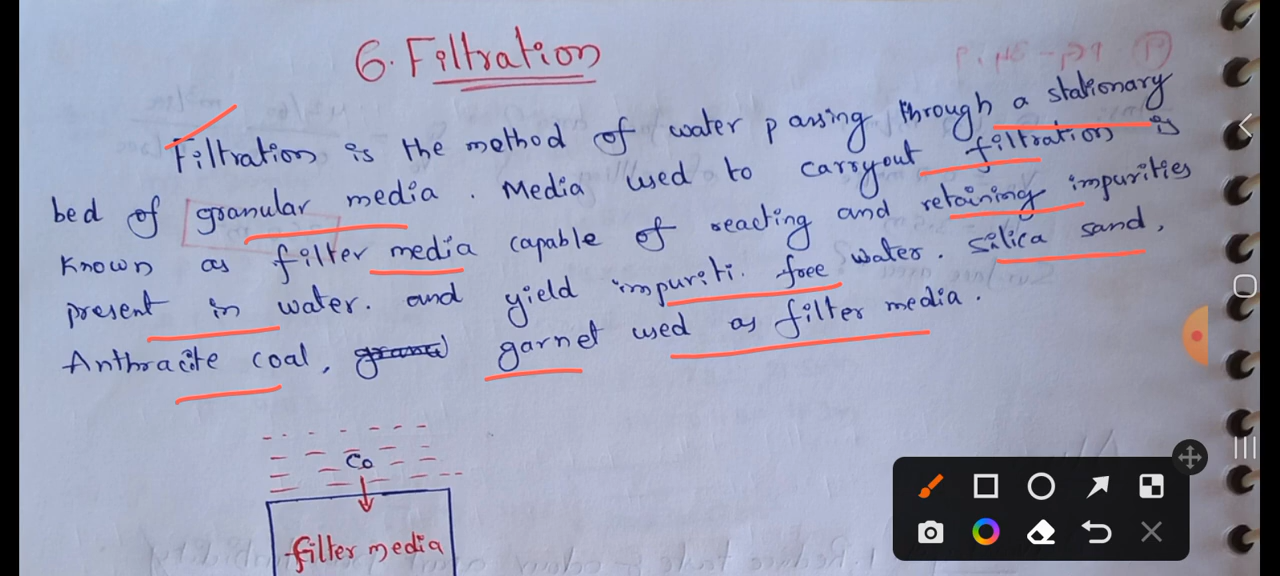 6. Filtration
Filtration is the method of water passing through a stationary
bed of granular media. Media used to carryout filtration is
known as filter media capable of reacting and retaining impurities
present in water. and yield impuriti. free water. Silica sand,
Anthracite coal, garnet used as filter media.
Co
filter media